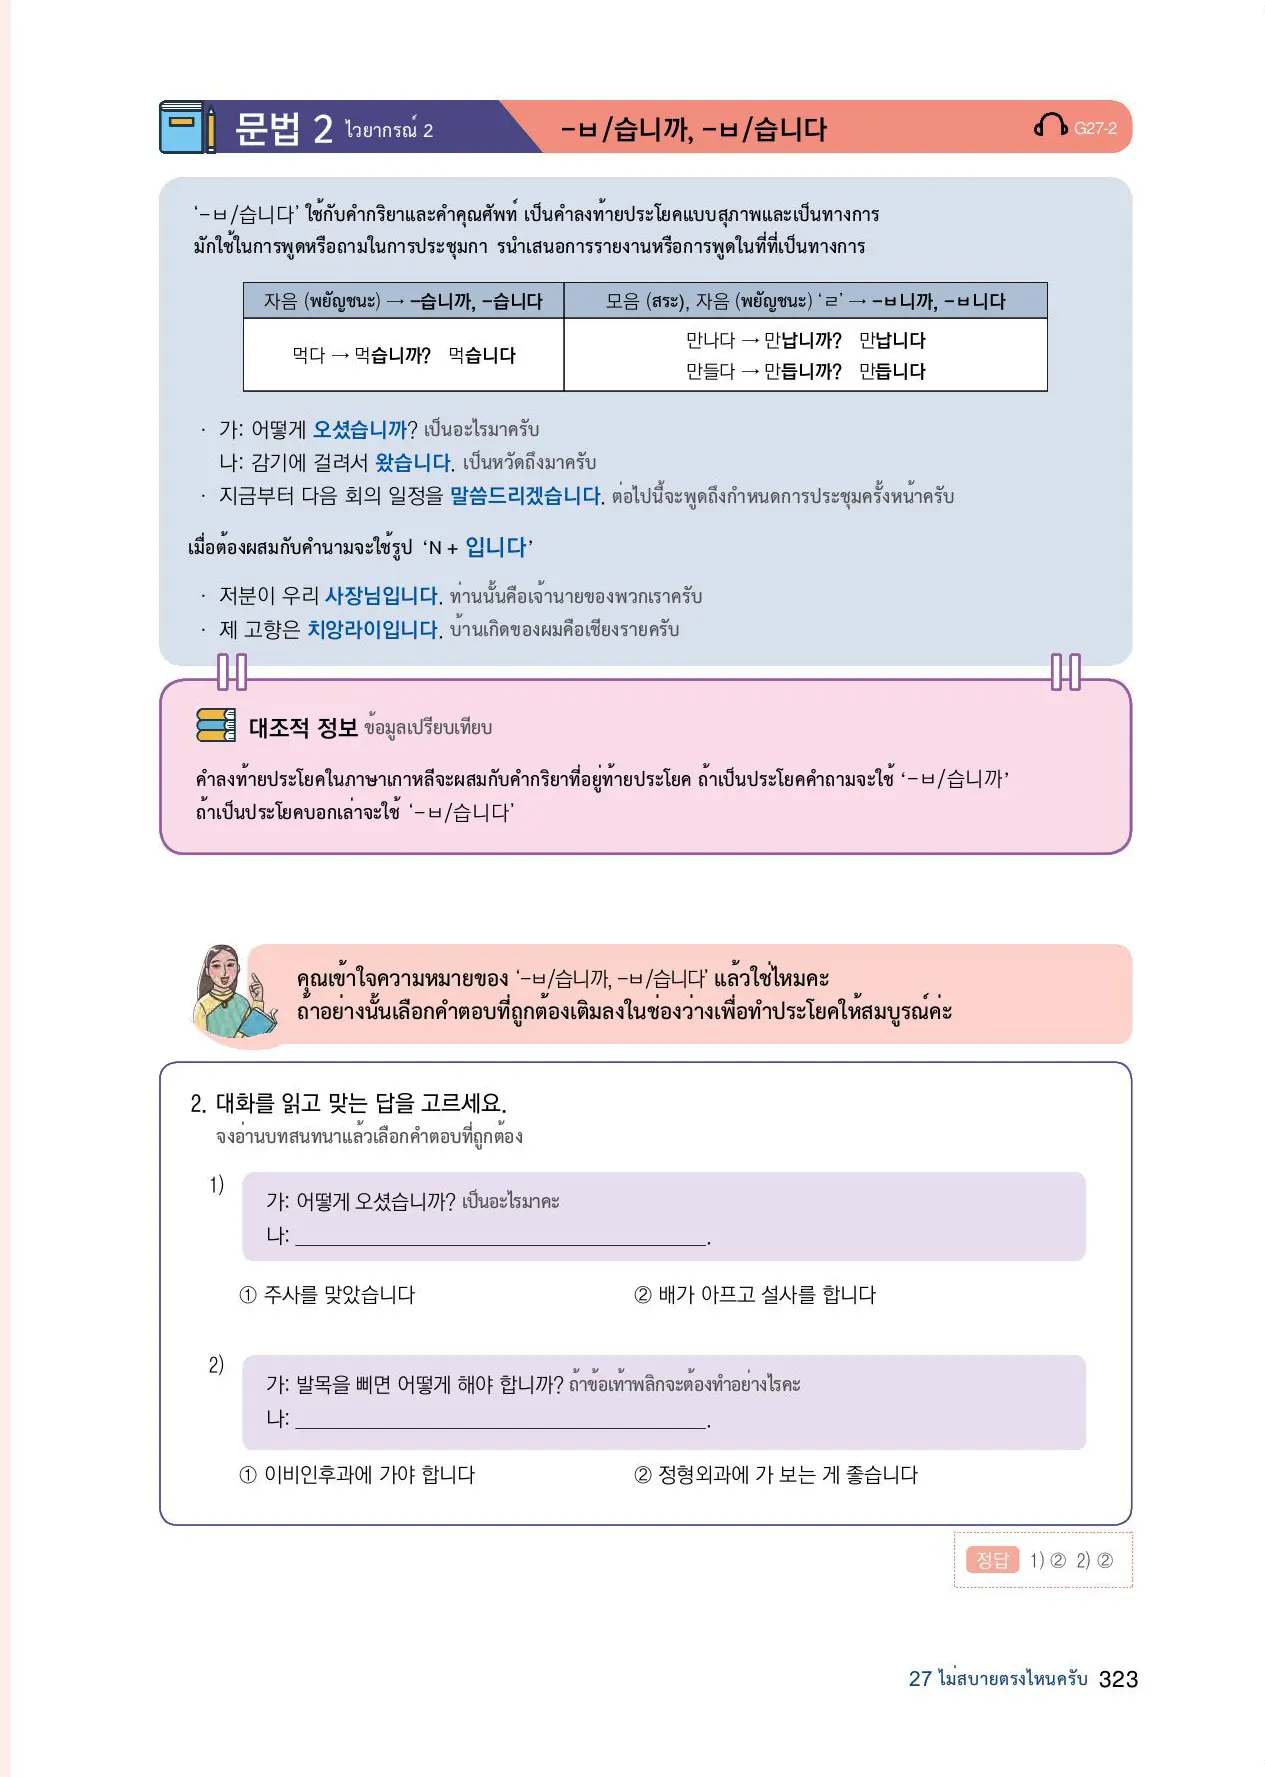 문법 2 ไวยากรณ์ 2 -ㅂ/습니까, -ㅂ/습니다 G27-2
‘-ㅂ/습니다’ ใช้กับคำกริยาและคำคุณศัพท์ เป็นคำลงท้ายประโยคแบบสุภาพและเป็นทางการ
มักใช้ในการพูดหรือถามในการประชุมกา รนำเสนอการรายงานหรือการพูดในที่ที่เป็นทางการ
자음 (พยัญชนะ) → -습니까, -습니다 모음 (สระ), 자음 (พยัญชนะ) ‘ㄹ’ → -ㅂ니까, -ㅂ니다
먹다 → 먹습니까? 먹습니다
만나다 → 만납니까? 만납니다
만들다 → 만듭니까? 만듭니다
· 가: 어떻게 오셨습니까? เป็นอะไรมาครับ
나: 감기에 걸려서 왔습니다. เป็นหวัดถึงมาครับ
· 지금부터 다음 회의 일정을 말씀드리겠습니다. ต่อไปนี้จะพูดถึงกำหนดการประชุมครั้งหน้าครับ
เมื่อต้องผสมกับคำนามจะใช้รูป ‘N + 입니다’
· 저분이 우리 사장님입니다. ท่านนั้นคือเจ้านายของพวกเราครับ
· 제 고향은 치앙라이입니다. บ้านเกิดของผมคือเชียงรายครับ
대조적 정보 ข้อมูลเปรียบเทียบ
คำลงท้ายประโยคในภาษาเกาหลีจะผสมกับคำกริยาที่อยู่ท้ายประโยค ถ้าเป็นประโยคคำถามจะใช้ ‘-ㅂ/습니까’
ถ้าเป็นประโยคบอกเล่าจะใช้ ‘-ㅂ/습니다’
คุณเข้าใจความหมายของ ‘-ㅂ/습니까, -ㅂ/습니다’ แล้วใช่ไหมคะ
ถ้าอย่างนั้นเลือกคำตอบที่ถูกต้องเติมลงในช่องว่างเพื่อทำประโยคให้สมบูรณ์ค่ะ
2. 대화를 읽고 맞는 답을 고르세요.
จงอ่านบทสนทนาแล้วเลือกคำตอบที่ถูกต้อง
1)
가: 어떻게 오셨습니까? เป็นอะไรมาคะ
나: ______________________________.
① 주사를 맞았습니다 ② 배가 아프고 설사를 합니다
2)
가: 발목을 삐면 어떻게 해야 합니까? ถ้าข้อเท้าพลิกจะต้องทำอย่างไรคะ
나: ______________________________.
① 이비인후과에 가야 합니다 ② 정형외과에 가 보는 게 좋습니다
정답 1) ② 2) ②
27 ไม่สบายตรงไหนครับ 323